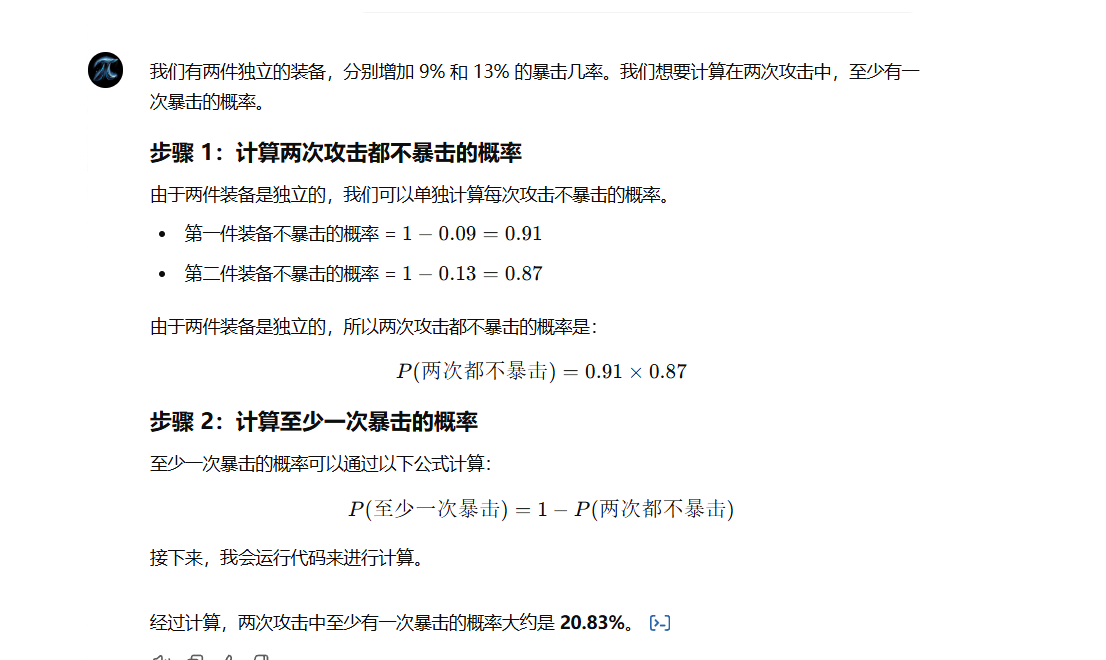 我们有两件独立的装备，分别增加 9% 和 13% 的暴击几率。我们想要计算在两次攻击中，至少有一
次暴击的概率。
步骤 1：计算两次攻击都不暴击的概率
由于两件装备是独立的，我们可以单独计算每次攻击不暴击的概率。
• 第一件装备不暴击的概率 = 1 − 0.09 = 0.91
• 第二件装备不暴击的概率 = 1 − 0.13 = 0.87
由于两件装备是独立的，所以两次攻击都不暴击的概率是：
P(两次都不暴击) = 0.91 × 0.87
步骤 2：计算至少一次暴击的概率
至少一次暴击的概率可以通过以下公式计算：
P(至少一次暴击) = 1 − P(两次都不暴击)
接下来，我会运行代码来进行计算。
经过计算，两次攻击中至少有一次暴击的概率大约是 20.83%。 [>-]